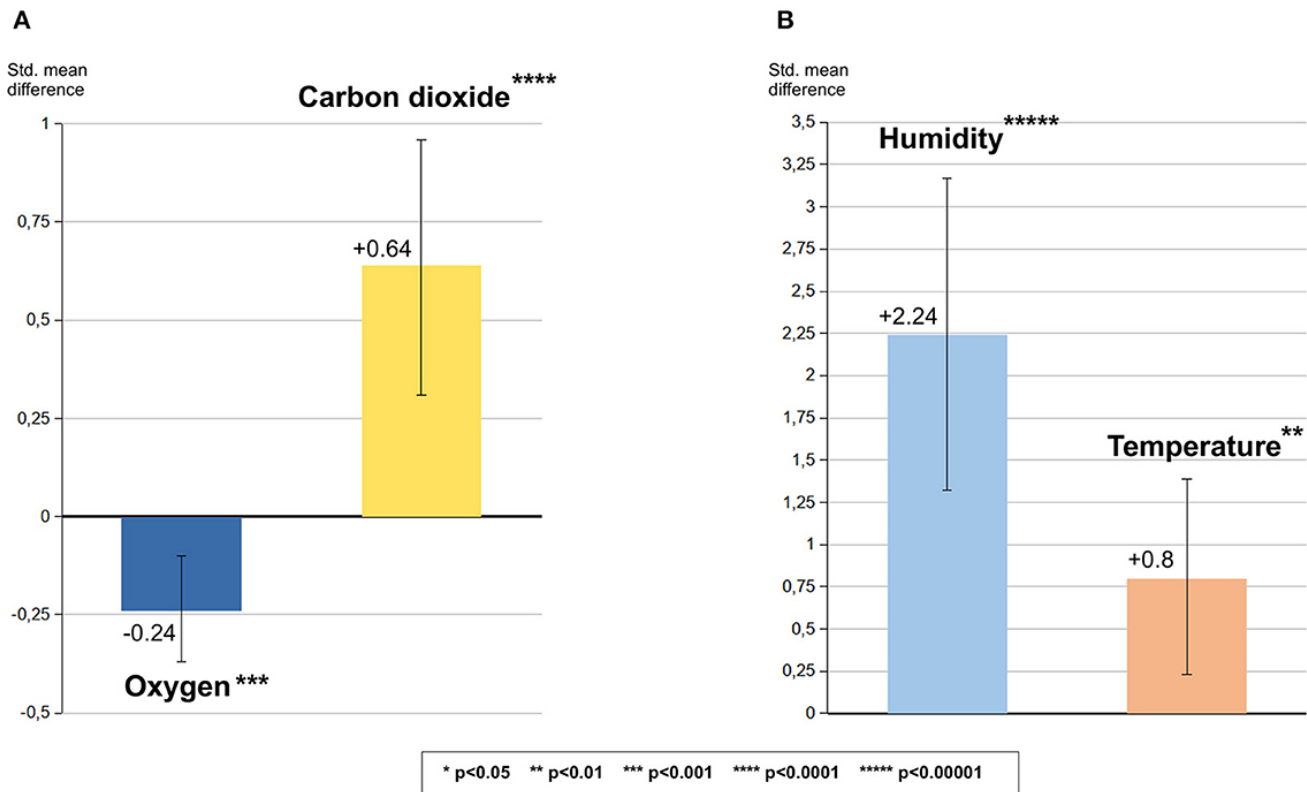 A
Std. mean
difference
Carbon dioxide****
1
0,75
0,5
0,25
0
-0,25
-0,5
+0.64
-0.24
Oxygen***
B
Std. mean
difference
Humidity*****
3,5
3,25
3
2,75
2,5
2,25
2
1,75
1,5
1,25
1
0,75
0,5
0,25
0
+2.24
Temperature**
+0.8
* p<0.05 ** p<0.01 *** p<0.001 **** p<0.0001 ***** p<0.00001